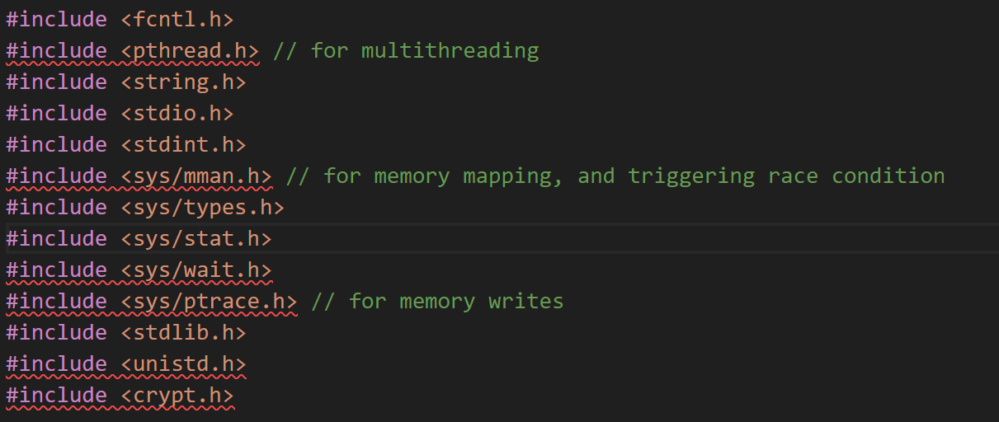 #include <fcntl.h>
#include <pthread.h> // for multithreading
#include <string.h>
#include <stdio.h>
#include <stdint.h>
#include <sys/mman.h> // for memory mapping, and triggering race condition
#include <sys/types.h>
#include <sys/stat.h>
#include <sys/wait.h>
#include <sys/ptrace.h> // for memory writes
#include <stdlib.h>
#include <unistd.h>
#include <crypt.h>